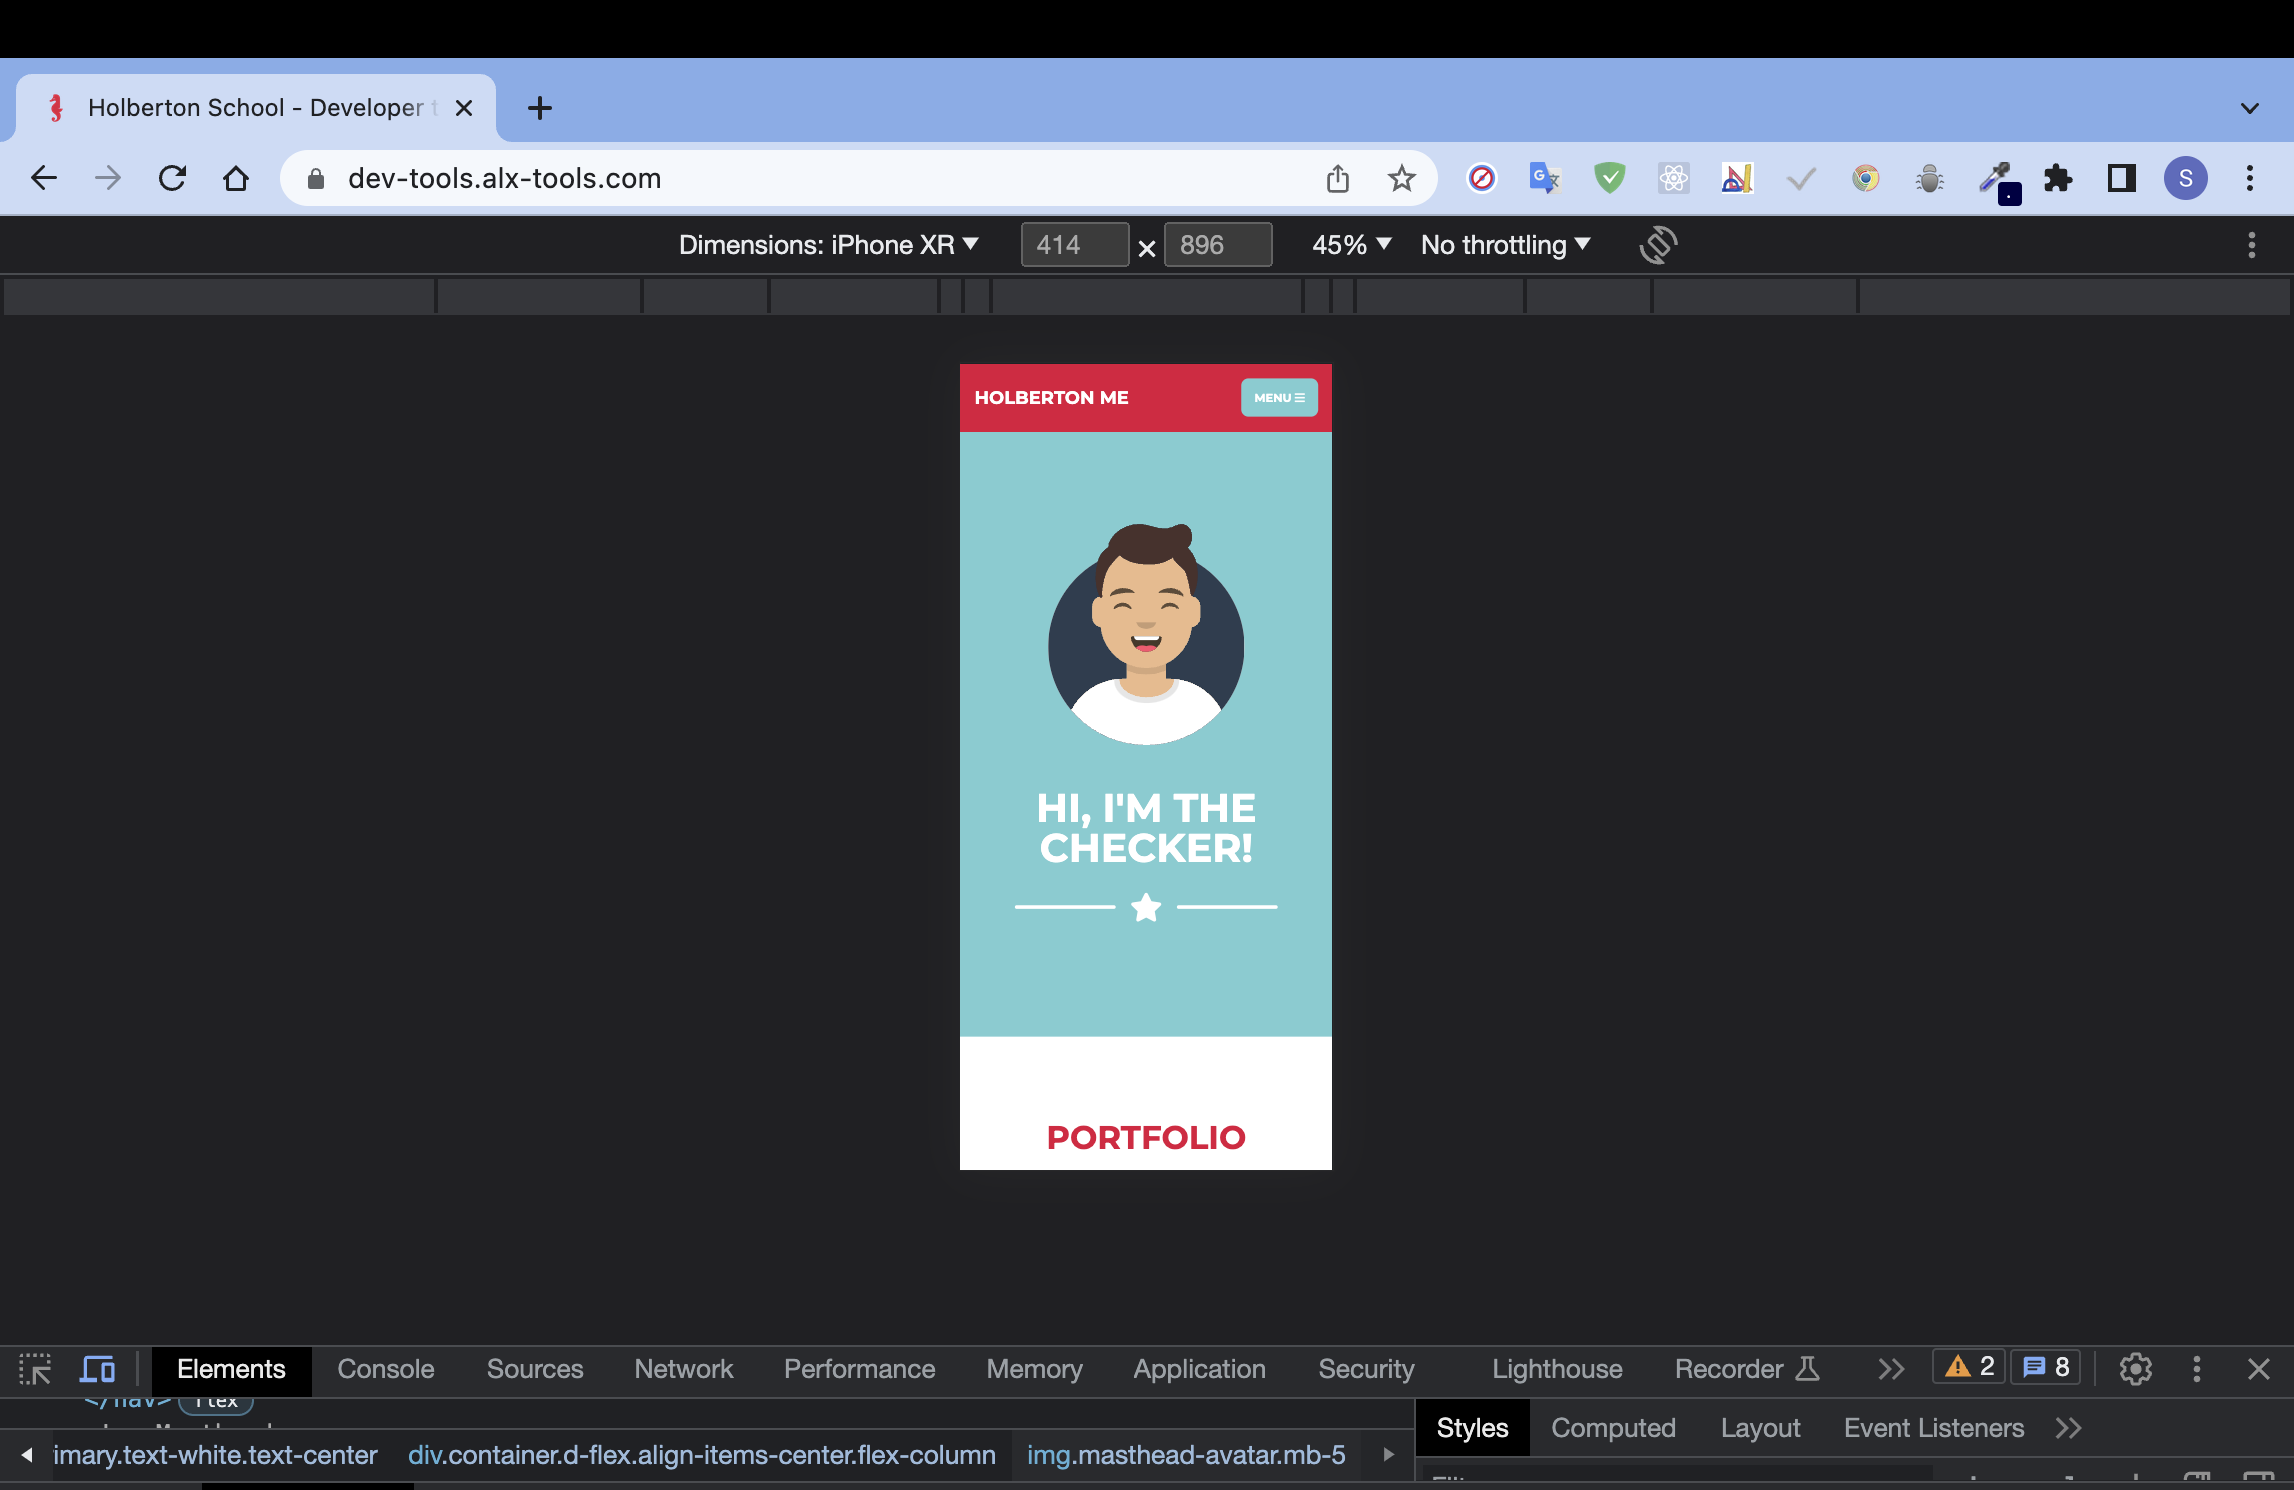 Holberton School - Developer
dev-tools.alx-tools.com
S
Dimensions: iPhone XR 414 × 896 45% No throttling
HOLBERTON ME
MENU
HI, I'M THE
CHECKER!
PORTFOLIO
Elements Console Sources Network Performance Memory Application Security Lighthouse Recorder 2 8
</nav> flex
Styles Computed Layout Event Listeners
imary.text-white.text-center div.container.d-flex.align-items-center.flex-column img.masthead-avatar.mb-5